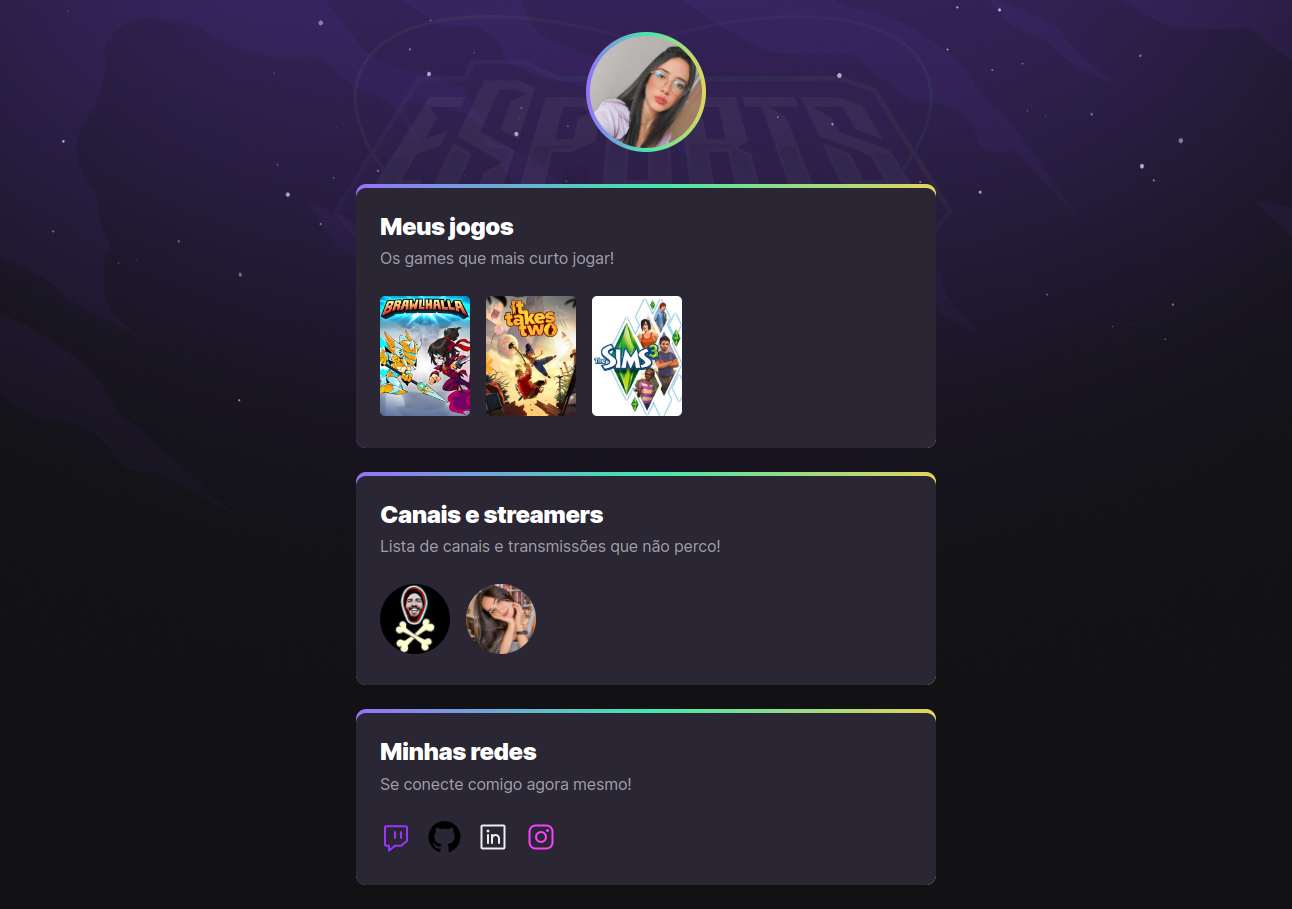 ESPORTS
Meus jogos
Os games que mais curto jogar!
BRAWLHALLA
it takes two
The SIMS 3
Canais e streamers
Lista de canais e transmissões que não perco!
Minhas redes
Se conecte comigo agora mesmo!
in